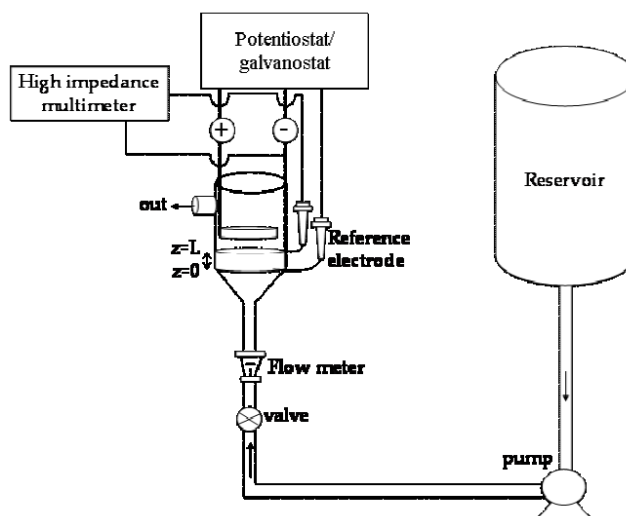 Potentiostat/
galvanostat
High impedance
multimeter
+
-
out
z=L
z=0
Reference
electrode
Reservoir
Flow meter
valve
pump